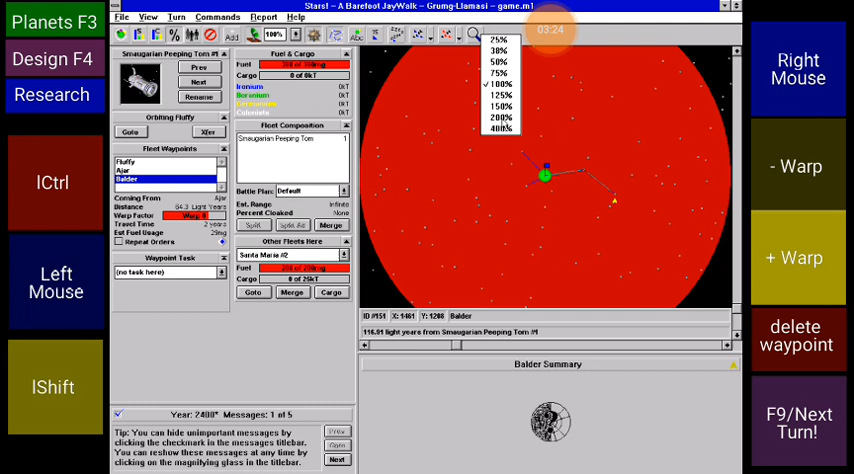 Planets F3
Design F4
Research
lCtrl
Left
Mouse
lShift
Stars! – A Barefoot JayWalk – Grung-Llamasi – game.m1
03:24
File View Turn Commands Report Help
Add
100%
Smaugarian Peeping Tom #1
Prev
Next
Rename
Orbiting Fluffy
Goto
Xfer
Fleet Waypoints
Fluffy
Ajar
Balder
Coming From Ajar
Distance 64.3 Light Years
Warp Factor Warp 6
Travel Time 2 years
Est Fuel Usage 29mg
Repeat Orders
Waypoint Task
(no task here)
Fuel & Cargo
Fuel
Cargo 0 of 0kT
Ironium 0kT
Boranium 0kT
Germanium 0kT
Colonists 0kT
Fleet Composition
Smaugarian Peeping Tom 1
Battle Plan: Default
Est. Range Infinite
Percent Cloaked None
Split
Split All
Merge
Other Fleets Here
Santa Maria #2
Fuel 200 of 200mg
Cargo 0 of 25kT
Goto
Merge
Cargo
25%
38%
50%
75%
100%
125%
150%
200%
400%
ID #151 X: 1461 Y: 1208 Balder
116.91 light years from Smaugarian Peeping Tom #1
Balder Summary
Year: 2400* Messages: 1 of 5
Tip: You can hide unimportant messages by
clicking the checkmark in the messages titlebar.
You can reshow these messages at any time by
clicking on the magnifying glass in the titlebar.
Prev
Goto
Next
Right
Mouse
- Warp
+ Warp
delete
waypoint
F9/Next
Turn!